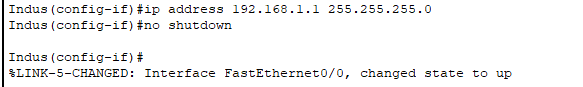 Indus(config-if)#ip address 192.168.1.1 255.255.255.0
Indus(config-if)#no shutdown
Indus(config-if)#
%LINK-5-CHANGED: Interface FastEthernet0/0, changed state to up